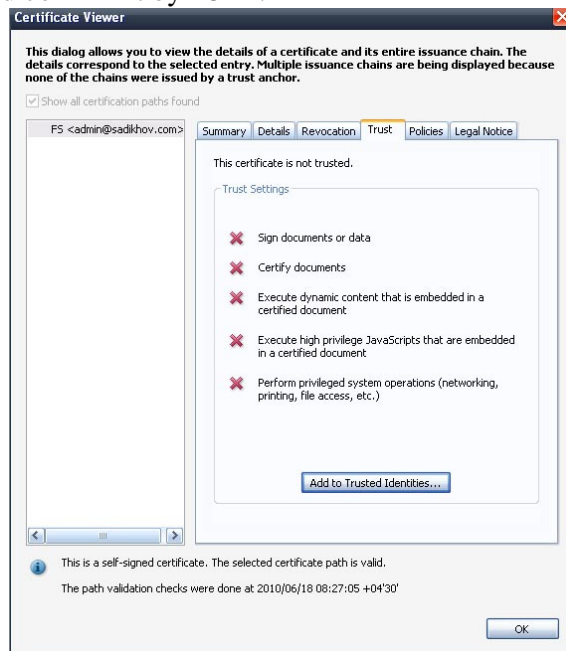 Certificate Viewer
This dialog allows you to view the details of a certificate and its entire issuance chain. The
details correspond to the selected entry. Multiple issuance chains are being displayed because
none of the chains were issued by a trust anchor.
Show all certification paths found
FS <admin@sadikhov.com>
Summary Details Revocation Trust Policies Legal Notice
This certificate is not trusted.
Trust Settings
Sign documents or data
Certify documents
Execute dynamic content that is embedded in a
certified document
Execute high privilege JavaScripts that are embedded
in a certified document
Perform privileged system operations (networking,
printing, file access, etc.)
Add to Trusted Identities...
This is a self-signed certificate. The selected certificate path is valid.
The path validation checks were done at 2010/06/18 08:27:05 +04'30'
OK